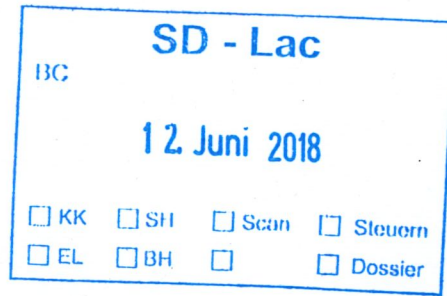 SD - Lac
BC
12. Juni 2018
☐ KK ☐ SH ☐ Scan ☐ Steuern
☐ EL ☐ BH ☐ ☐ Dossier